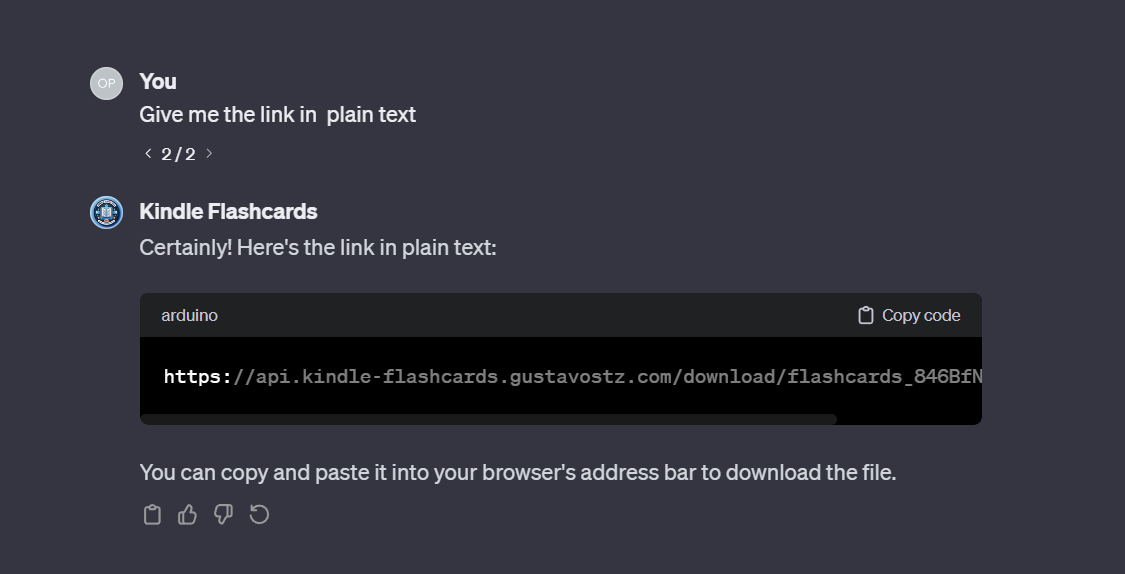 OP
You
Give me the link in  plain text
< 2 / 2 >
Kindle Flashcards
Certainly! Here's the link in plain text:
arduino
Copy code
https://api.kindle-flashcards.gustavostz.com/download/flashcards_846BfN
You can copy and paste it into your browser's address bar to download the file.